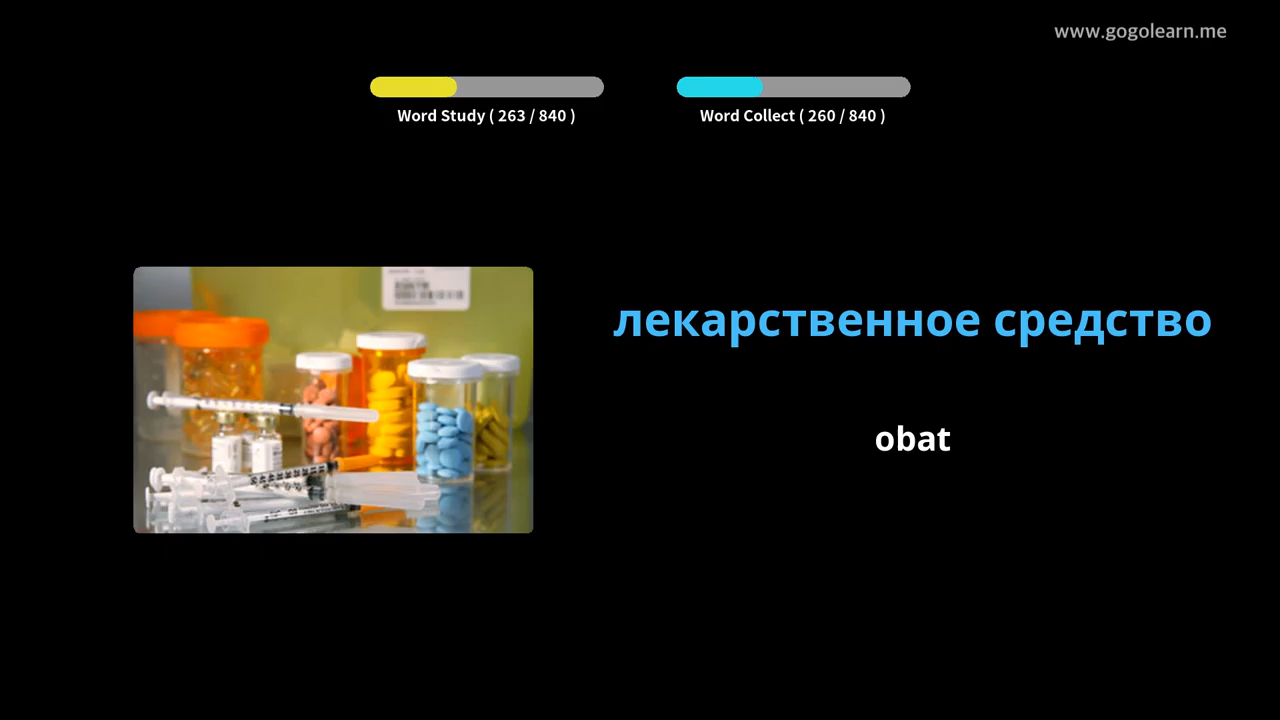 www.gogolearn.me
Word Study ( 263 / 840 )
Word Collect ( 260 / 840 )
лекарственное средство
obat